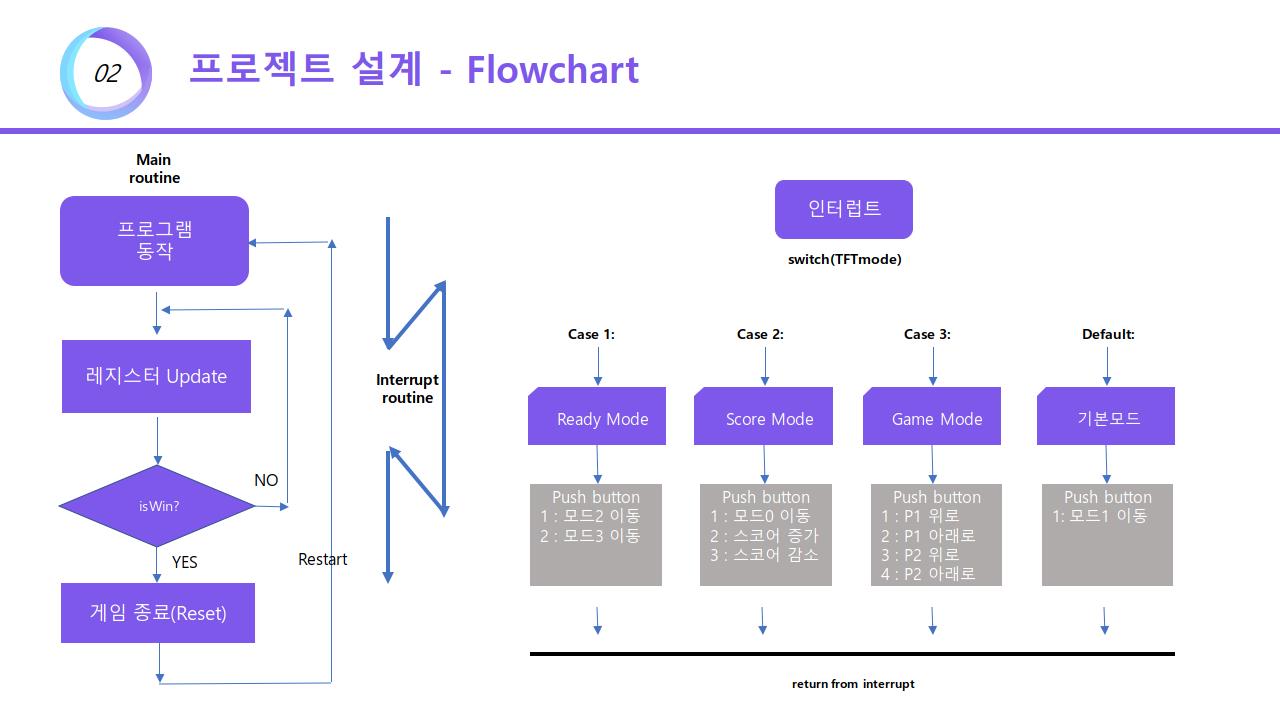 02
프로젝트 설계 - Flowchart
Main
routine
프로그램
동작
레지스터 Update
isWin?
NO
YES
게임 종료(Reset)
Restart
Interrupt
routine
인터럽트
switch(TFTmode)
Case 1:
Ready Mode
Push button
1 : 모드2 이동
2 : 모드3 이동
Case 2:
Score Mode
Push button
1 : 모드0 이동
2 : 스코어 증가
3 : 스코어 감소
Case 3:
Game Mode
Push button
1 : P1 위로
2 : P1 아래로
3 : P2 위로
4 : P2 아래로
Default:
기본모드
Push button
1: 모드1 이동
return from interrupt